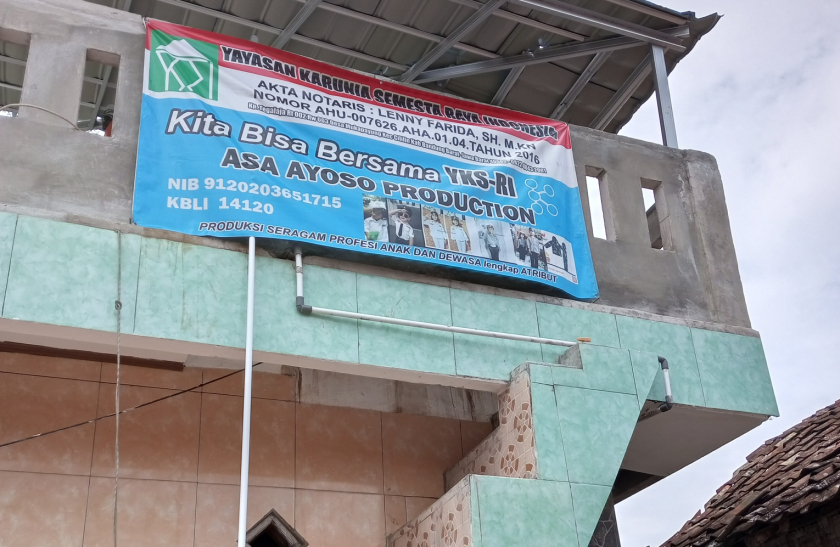 YAYASAN KARUNIA SEMESTA RAYA INDONESIA
AKTA NOTARIS : LENNY FARIDA, SH. M.KN
NOMOR AHU-007626.AHA.01.04.TAHUN 2016
Kita Bisa Bersama YKS-RI
ASA AYOSO PRODUCTION
NIB 9120203651715
KBLI 14120
PRODUKSI SERAGAM PROFESI ANAK DAN DEWASA lengkap ATRIBUT